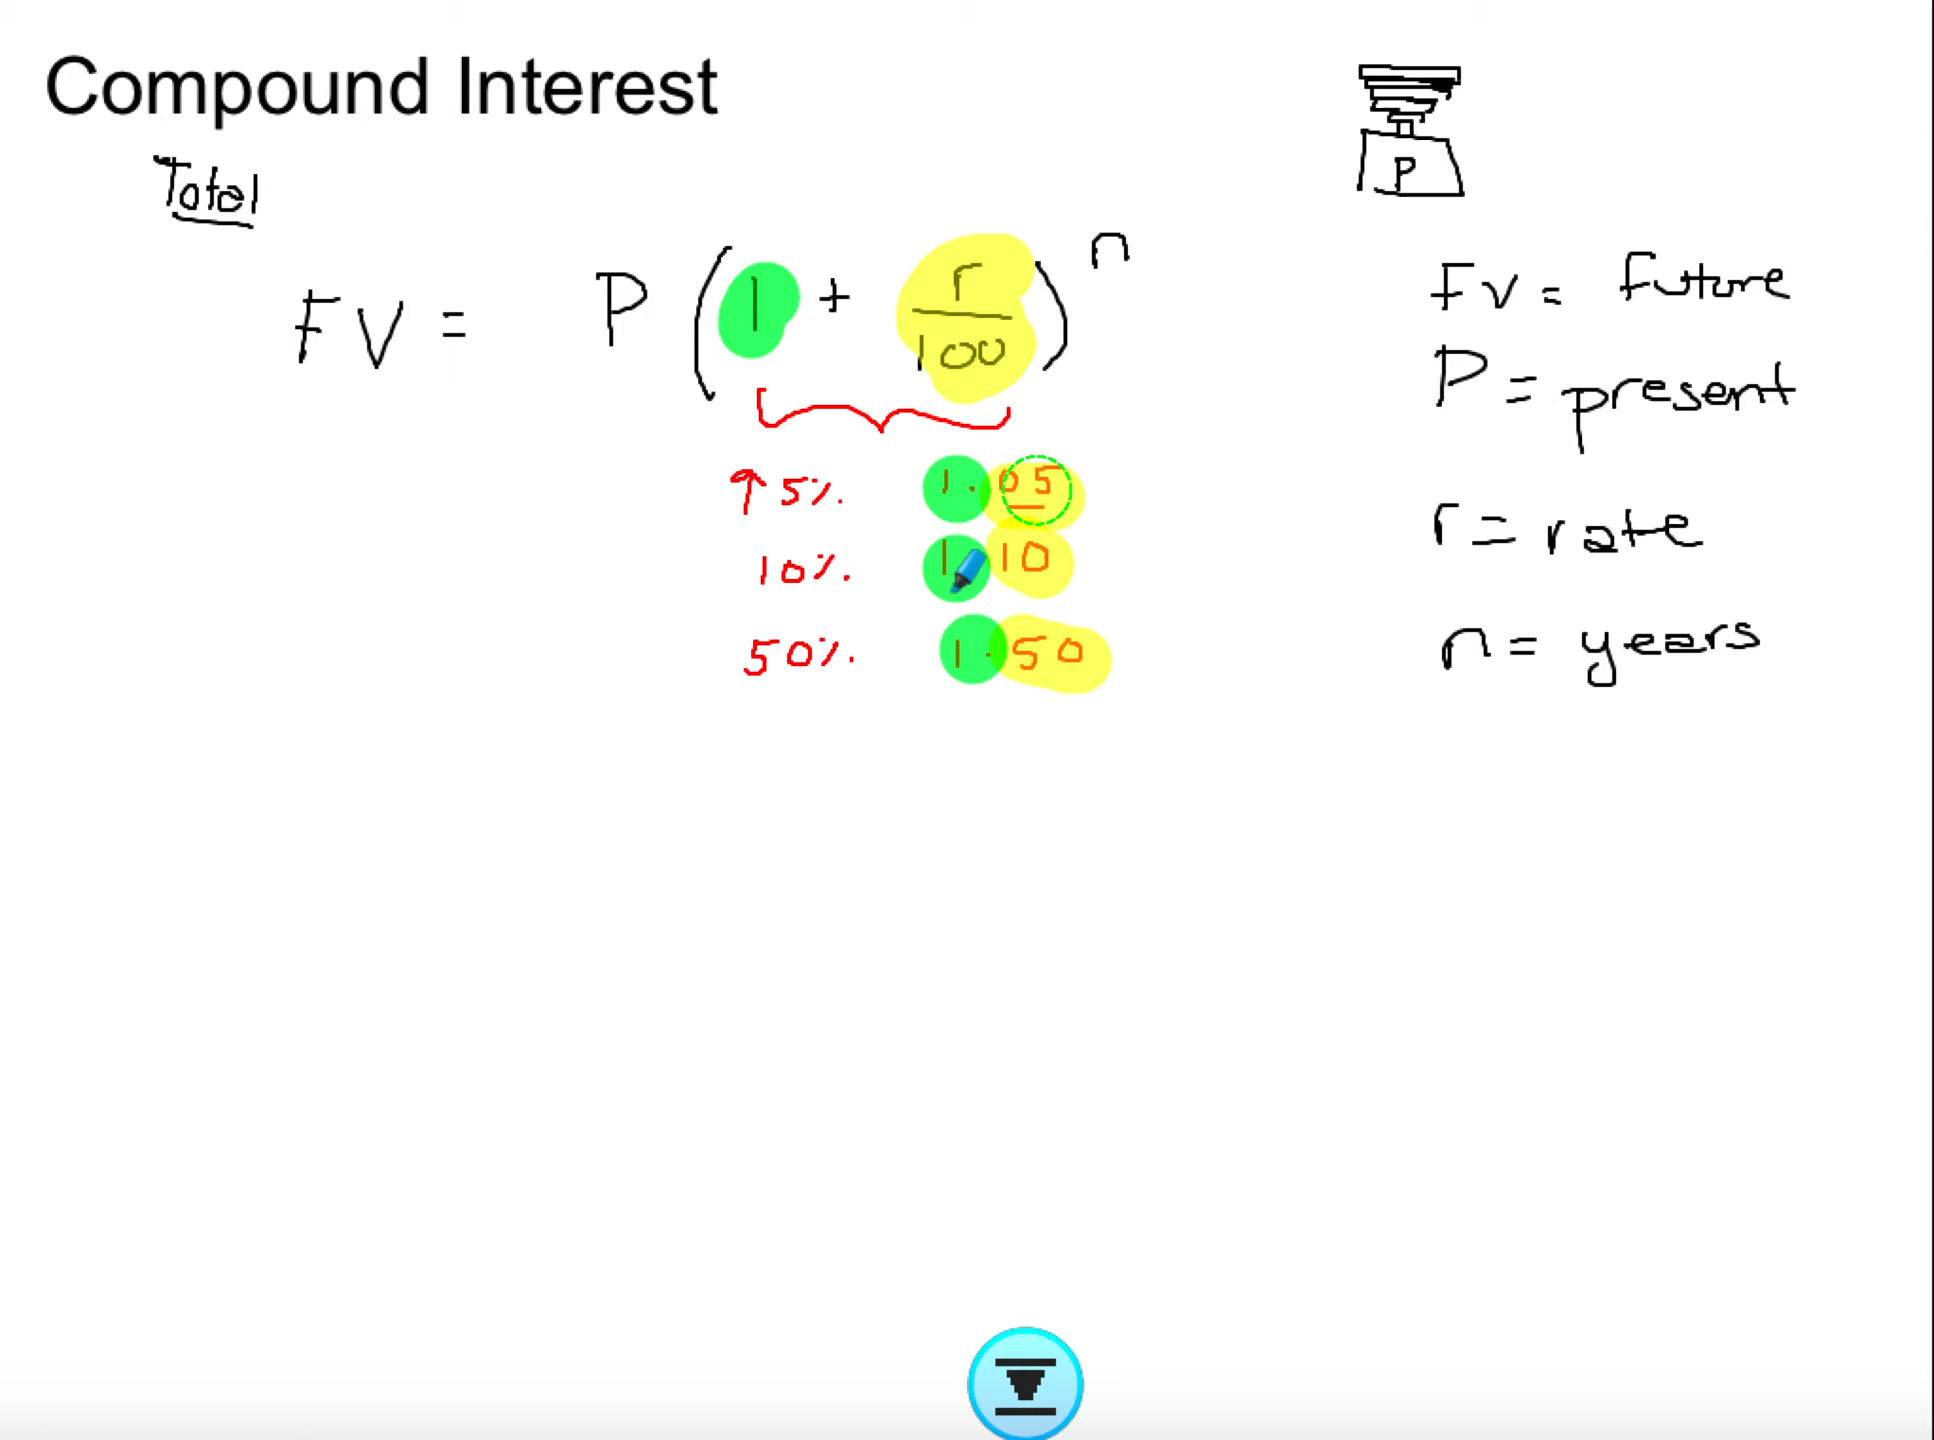 Compound Interest
Total
P
FV = P(1 + r/100)^n
FV = future
P = present
↑ 5% 1.05
r = rate
10% 1.10
n = years
50% 1.50